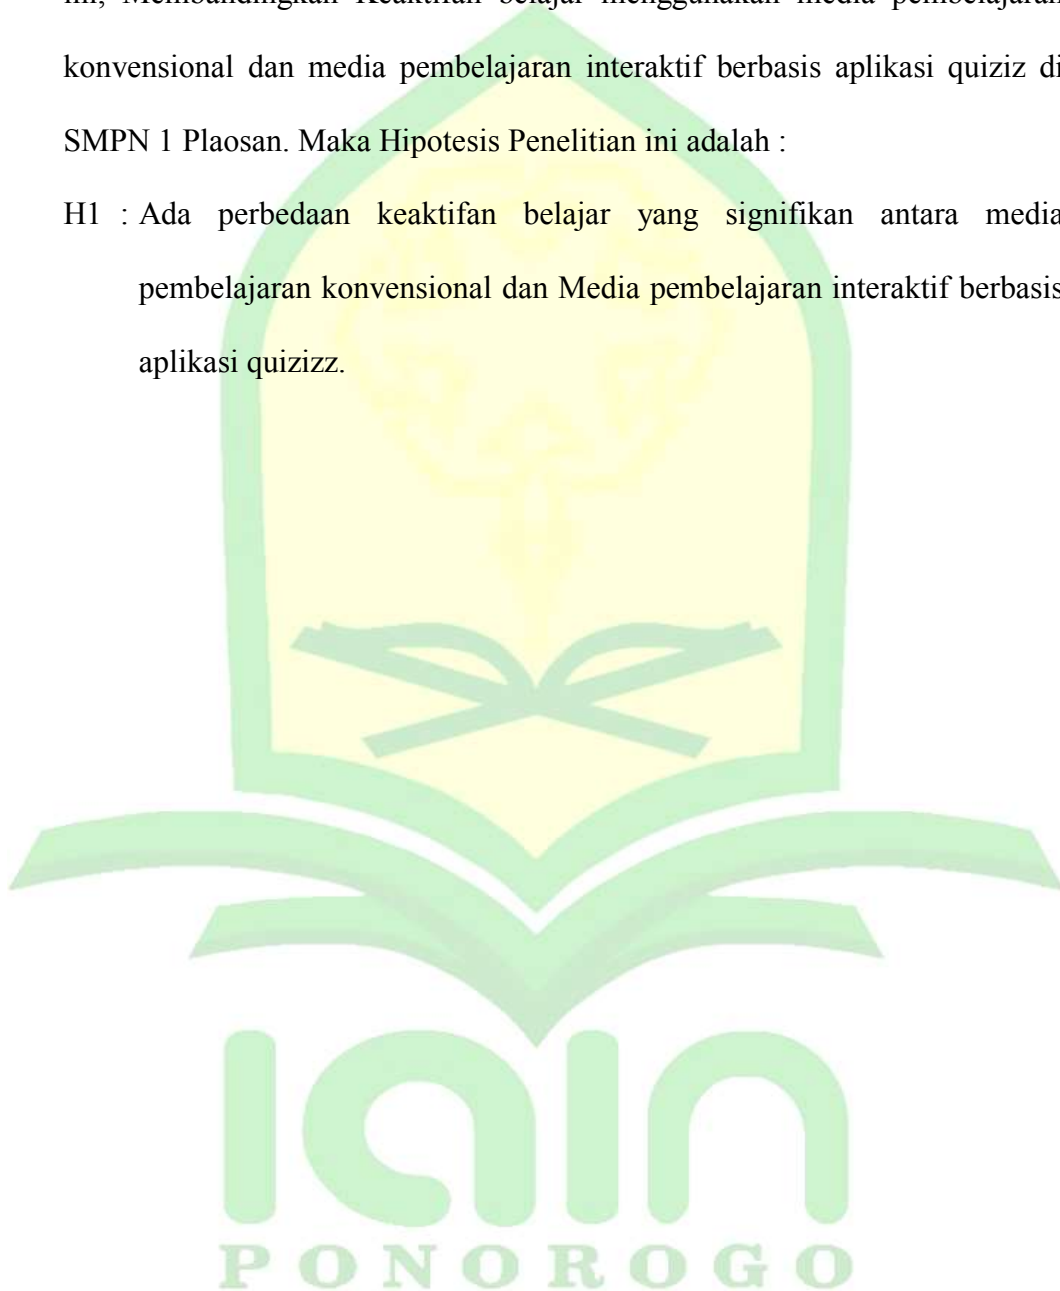 ini, Membandingkan Keaktifan belajar menggunakan media pembelajaran
konvensional dan media pembelajaran interaktif berbasis aplikasi quiziz di
SMPN 1 Plaosan. Maka Hipotesis Penelitian ini adalah :
H1 : Ada perbedaan keaktifan belajar yang signifikan antara media
pembelajaran konvensional dan Media pembelajaran interaktif berbasis
aplikasi quizizz.
iain
PONOROGO